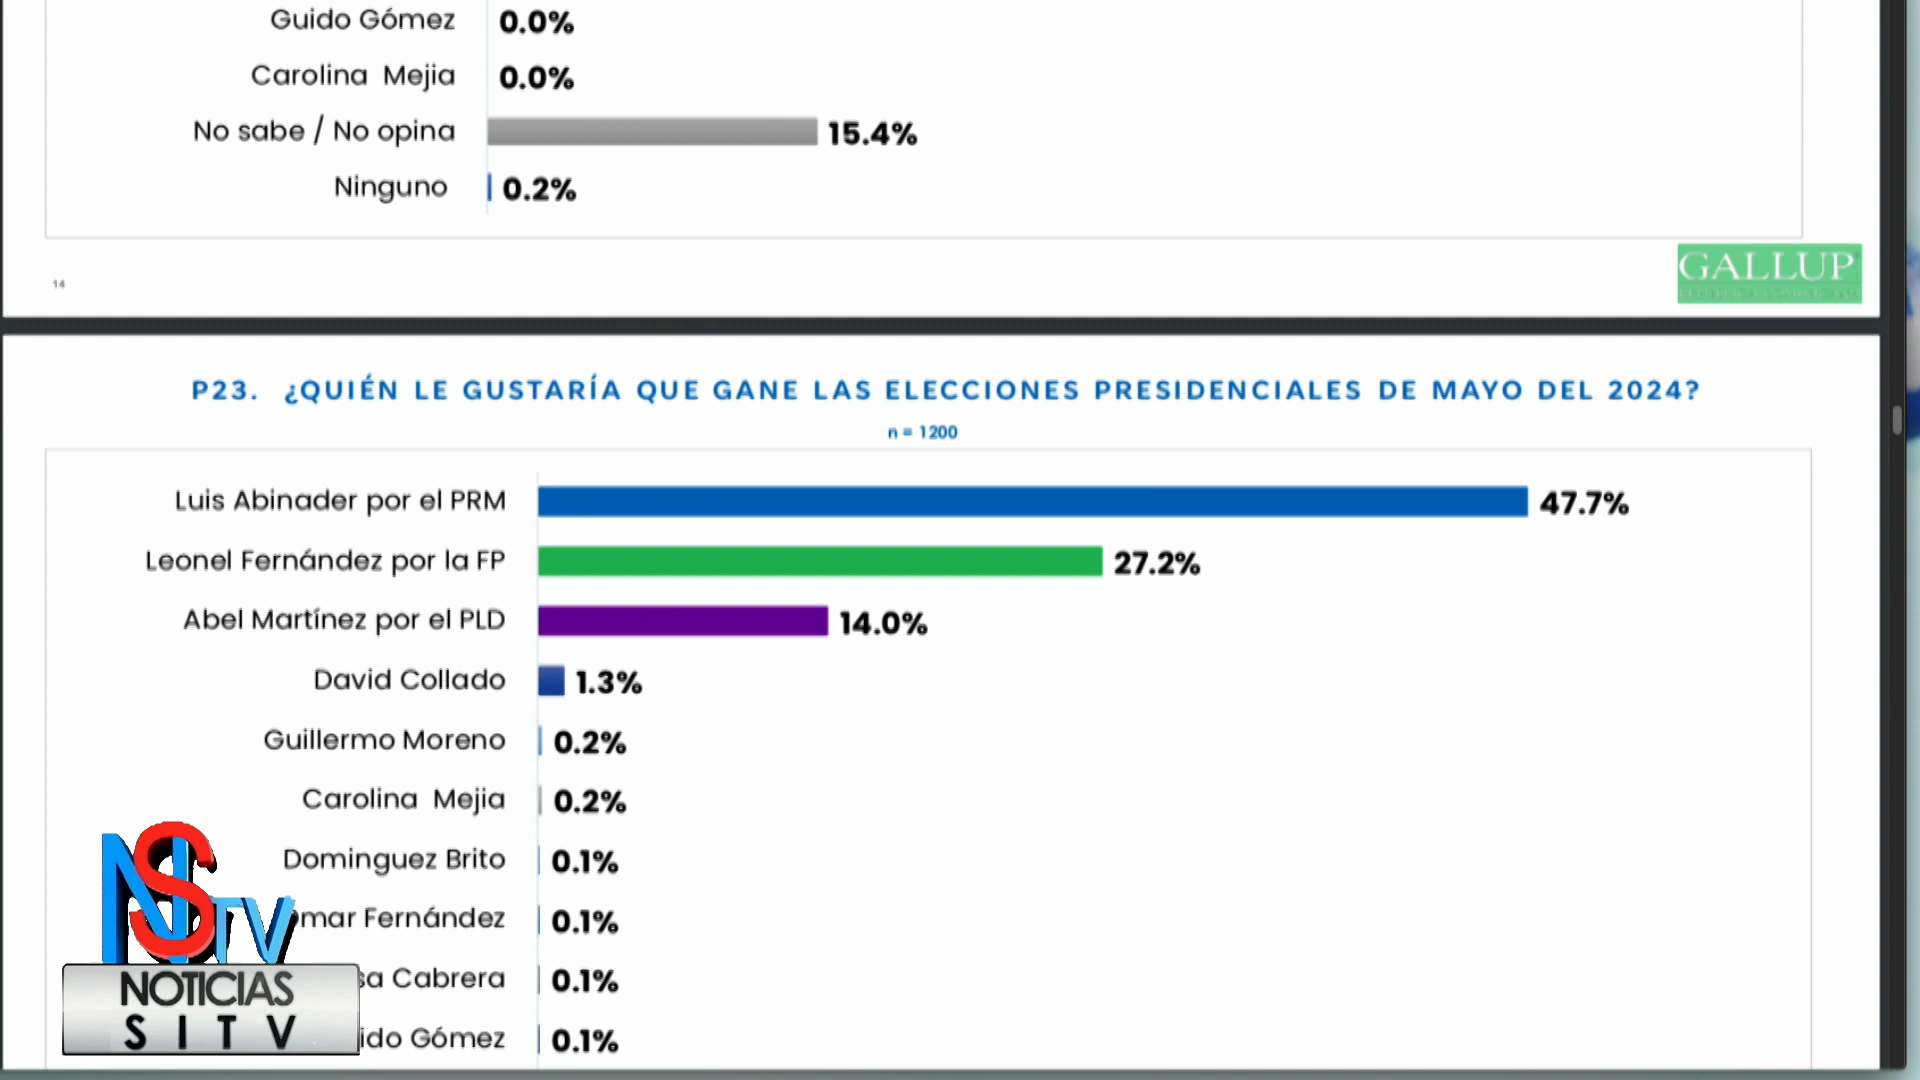 Guido Gómez 0.0%
Carolina Mejia 0.0%
No sabe / No opina 15.4%
Ninguno 0.2%
14
GALLUP
P23. ¿QUIÉN LE GUSTARÍA QUE GANE LAS ELECCIONES PRESIDENCIALES DE MAYO DEL 2024?
n = 1200
Luis Abinader por el PRM 47.7%
Leonel Fernández por la FP 27.2%
Abel Martínez por el PLD 14.0%
David Collado 1.3%
Guillermo Moreno 0.2%
Carolina Mejia 0.2%
Dominguez Brito 0.1%
mar Fernández 0.1%
sa Cabrera 0.1%
ido Gómez 0.1%
NSTV
NOTICIAS
SITV